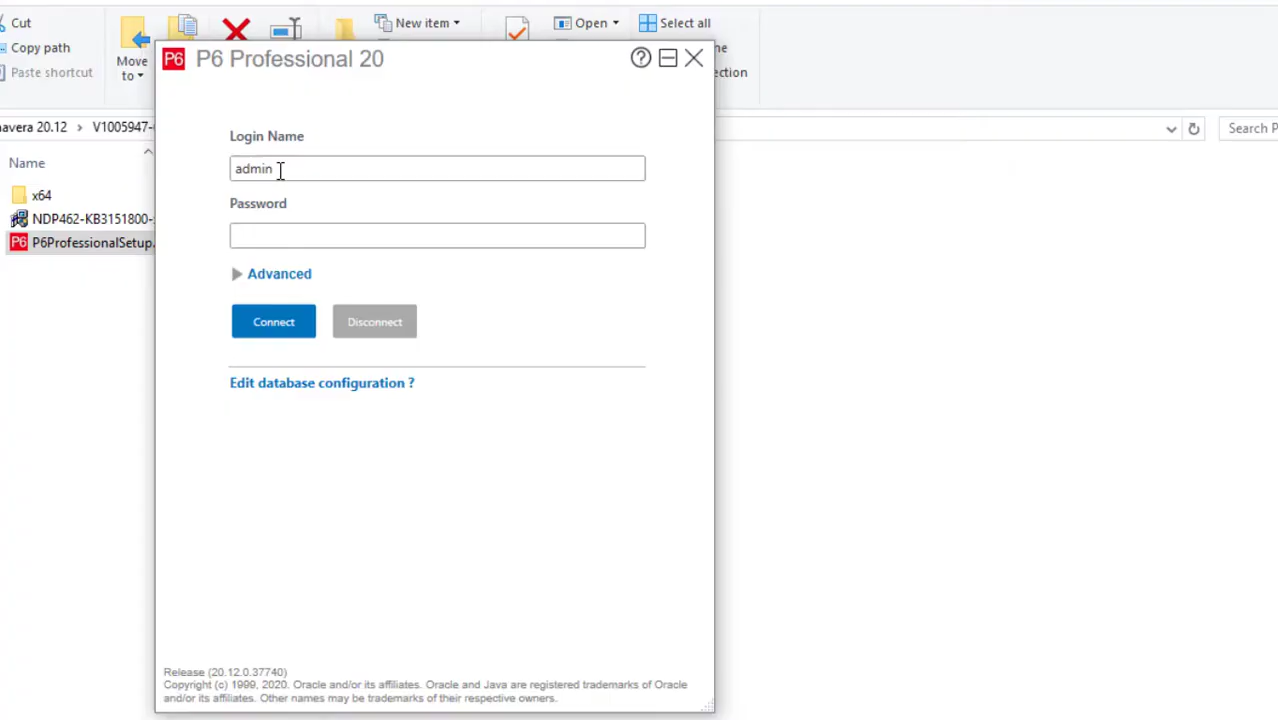 Cut
Copy path
Paste shortcut
Move
to
New item
Open
Select all
ection
P6 P6 Professional 20
avera 20.12 > V1005947-
Search P
Name
x64
NDP462-KB3151800-
P6 P6ProfessionalSetup.
Login Name
admin
Password
Advanced
Connect Disconnect
Edit database configuration ?
Release (20.12.0.37740)
Copyright (c) 1999, 2020. Oracle and/or its affiliates. Oracle and Java are registered trademarks of Oracle
and/or its affiliates. Other names may be trademarks of their respective owners.